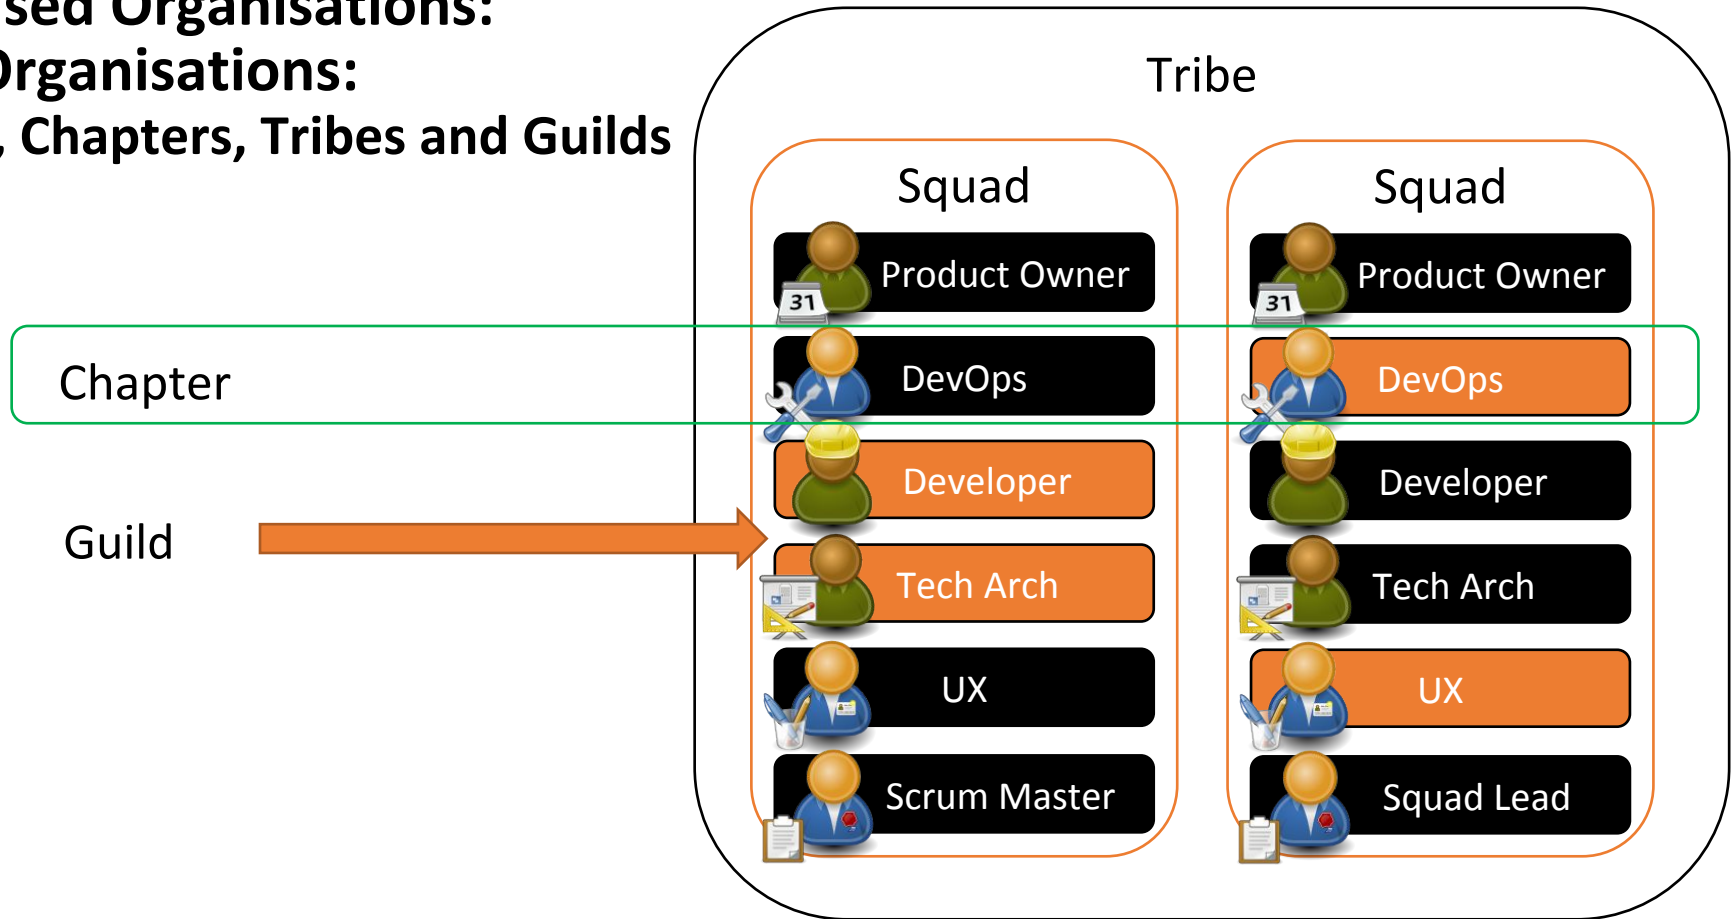 sed Organisations:
Organisations:
, Chapters, Tribes and Guilds
Tribe
Squad
Product Owner
31
DevOps
Developer
Tech Arch
UX
Scrum Master
Squad
Product Owner
31
DevOps
Developer
Tech Arch
UX
Squad Lead
Chapter
Guild